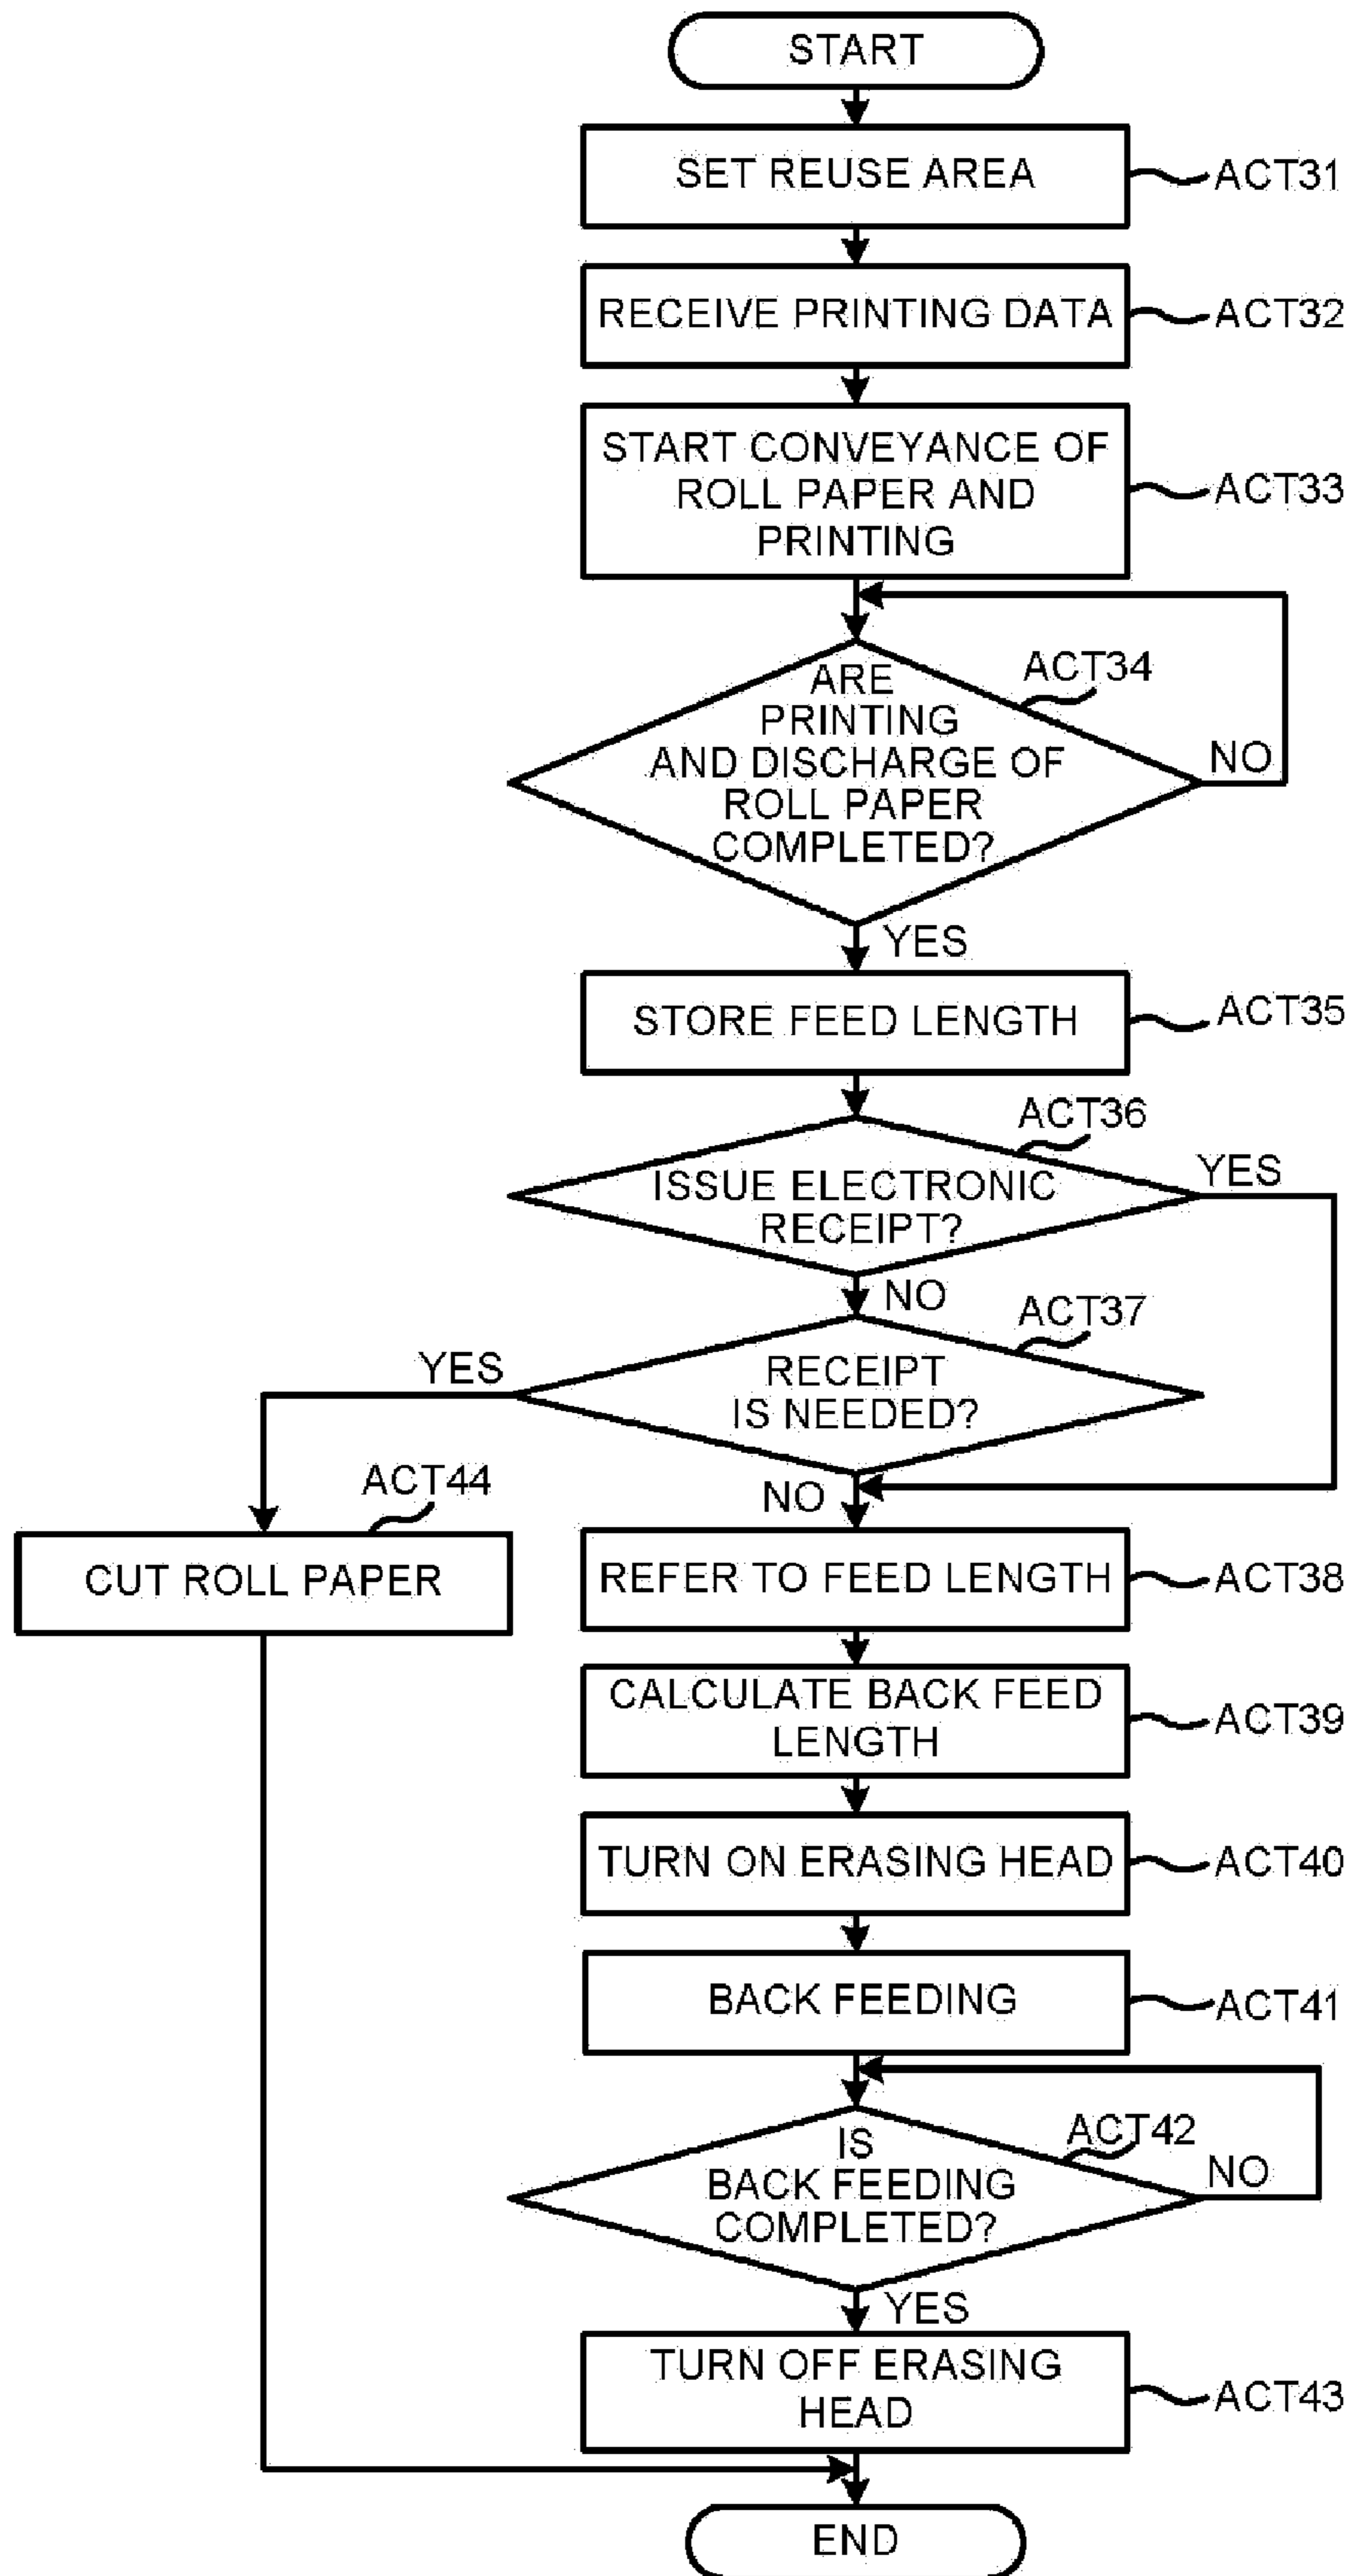 START
SET REUSE AREA
ACT31
RECEIVE PRINTING DATA
ACT32
START CONVEYANCE OF
ROLL PAPER AND
PRINTING
ACT33
ARE
PRINTING
AND DISCHARGE OF
ROLL PAPER
COMPLETED?
ACT34
NO
YES
STORE FEED LENGTH
ACT35
ACT36
ISSUE ELECTRONIC
RECEIPT?
YES
NO
ACT37
RECEIPT
IS NEEDED?
YES
NO
ACT44
CUT ROLL PAPER
REFER TO FEED LENGTH
ACT38
CALCULATE BACK FEED
LENGTH
ACT39
TURN ON ERASING HEAD
ACT40
BACK FEEDING
ACT41
IS
BACK FEEDING
COMPLETED?
ACT42
NO
YES
TURN OFF ERASING
HEAD
ACT43
END